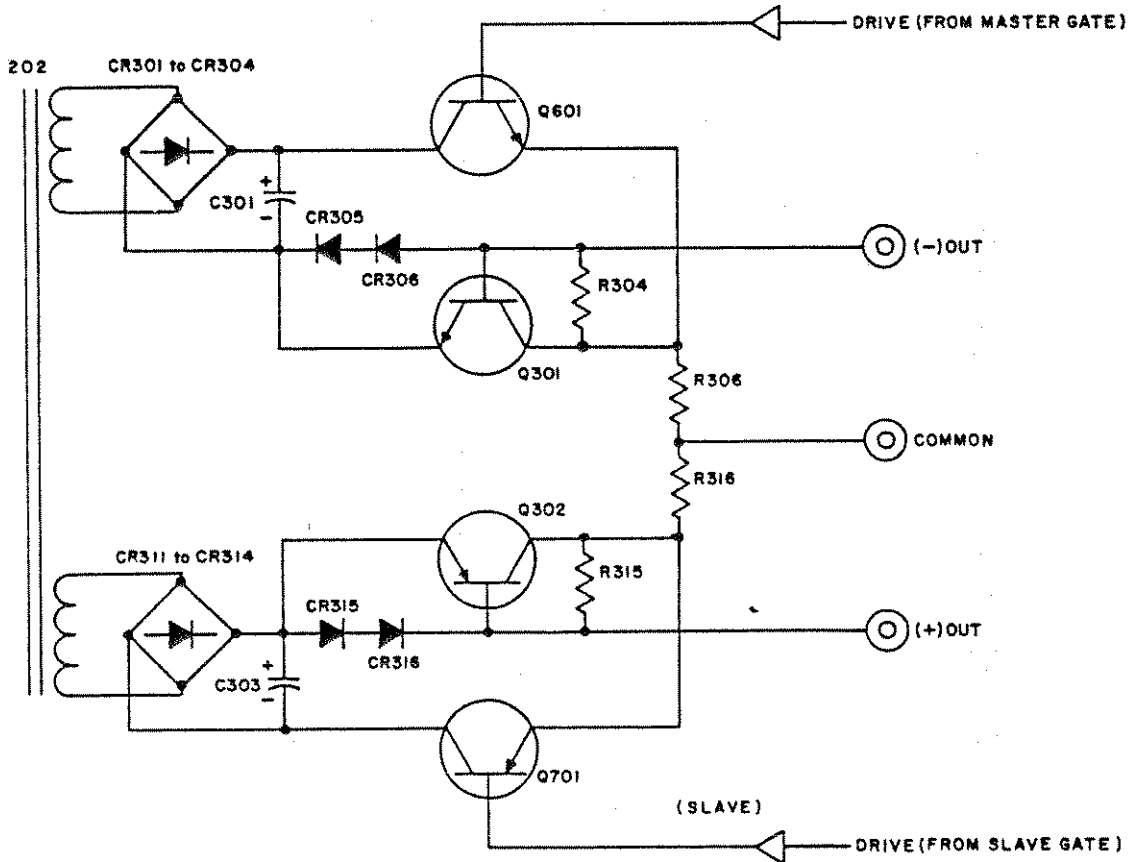 DRIVE (FROM MASTER GATE)
202
CR301 to CR304
Q601
+
C301
-
CR305
CR306
R304
(-) OUT
Q301
R306
COMMON
R316
Q302
CR311 to CR314
R315
CR315
CR316
(+) OUT
+
C303
-
Q701
(SLAVE)
DRIVE (FROM SLAVE GATE)